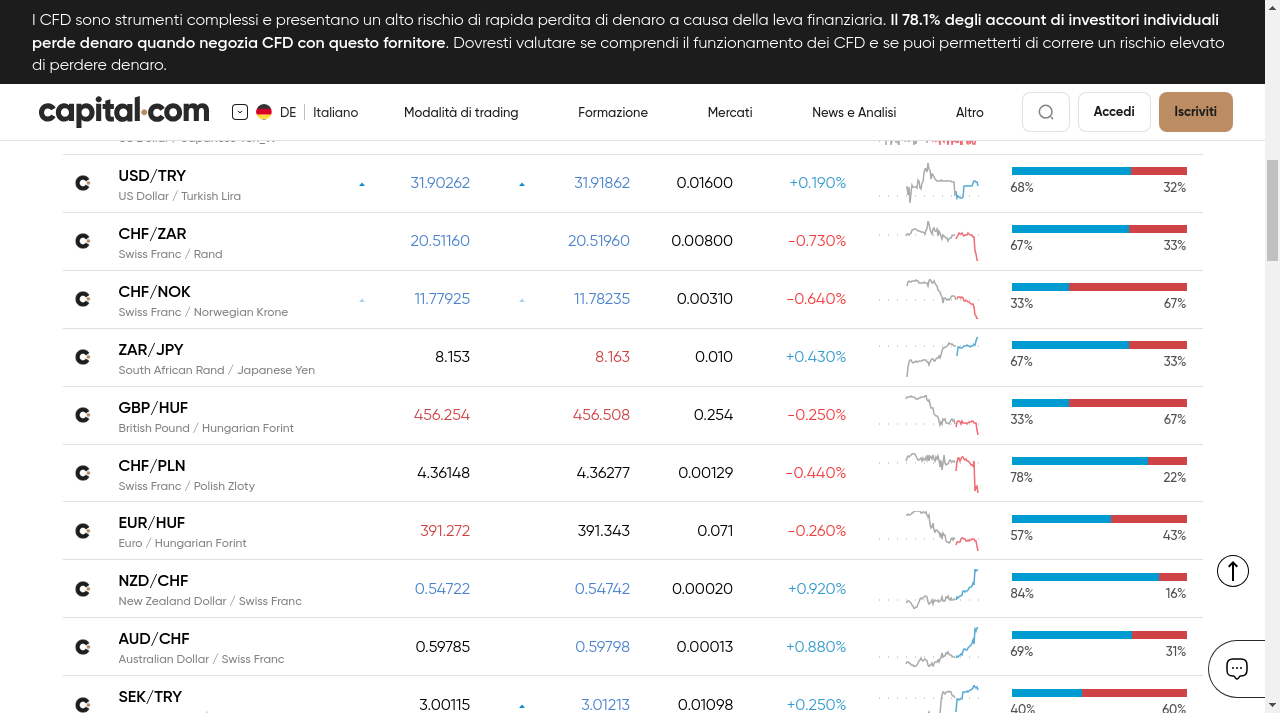 I CFD sono strumenti complessi e presentano un alto rischio di rapida perdita di denaro a causa della leva finanziaria. Il 78.1% degli account di investitori individuali
perde denaro quando negozia CFD con questo fornitore. Dovresti valutare se comprendi il funzionamento dei CFD e se puoi permetterti di correre un rischio elevato
di perdere denaro.
capital.com DE Italiano Modalità di trading Formazione Mercati News e Analisi Altro Accedi Iscriviti
USD/TRY 31.90262 31.91862 0.01600 +0.190%
US Dollar / Turkish Lira 68% 32%
CHF/ZAR 20.51160 20.51960 0.00800 -0.730%
Swiss Franc / Rand 67% 33%
CHF/NOK 11.77925 11.78235 0.00310 -0.640%
Swiss Franc / Norwegian Krone 33% 67%
ZAR/JPY 8.153 8.163 0.010 +0.430%
South African Rand / Japanese Yen 67% 33%
GBP/HUF 456.254 456.508 0.254 -0.250%
British Pound / Hungarian Forint 33% 67%
CHF/PLN 4.36148 4.36277 0.00129 -0.440%
Swiss Franc / Polish Zloty 78% 22%
EUR/HUF 391.272 391.343 0.071 -0.260%
Euro / Hungarian Forint 57% 43%
NZD/CHF 0.54722 0.54742 0.00020 +0.920%
New Zealand Dollar / Swiss Franc 84% 16%
AUD/CHF 0.59785 0.59798 0.00013 +0.880%
Australian Dollar / Swiss Franc 69% 31%
SEK/TRY 3.00115 3.01213 0.01098 +0.250%
40% 60%